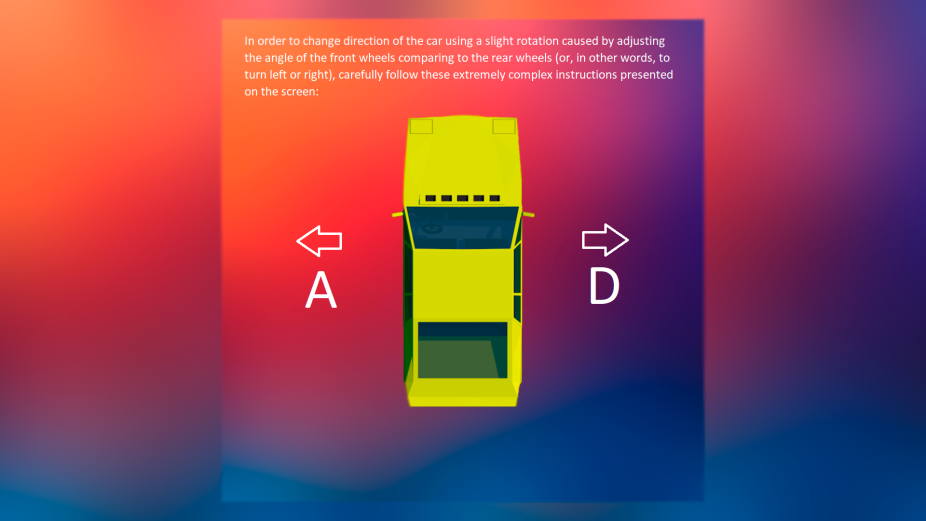 In order to change direction of the car using a slight rotation caused by adjusting
the angle of the front wheels comparing to the rear wheels (or, in other words, to
turn left or right), carefully follow these extremely complex instructions presented
on the screen:
A
D